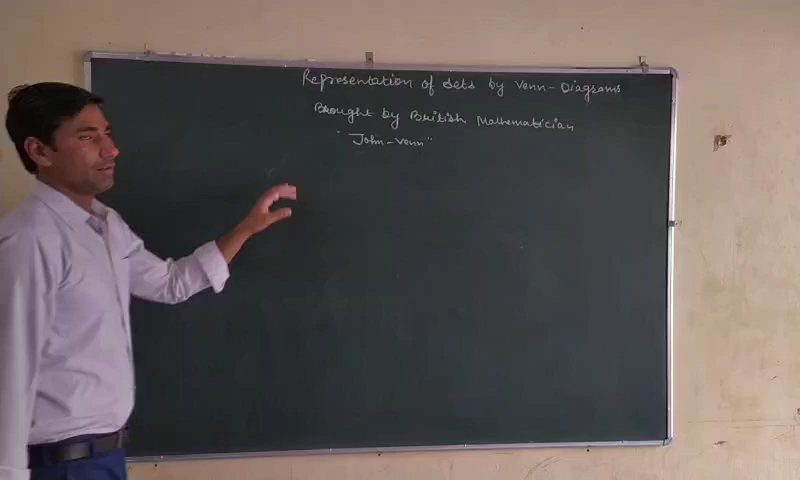 Representation of sets by Venn-Diagrams
Brought by British Mathematician
"John-Venn"